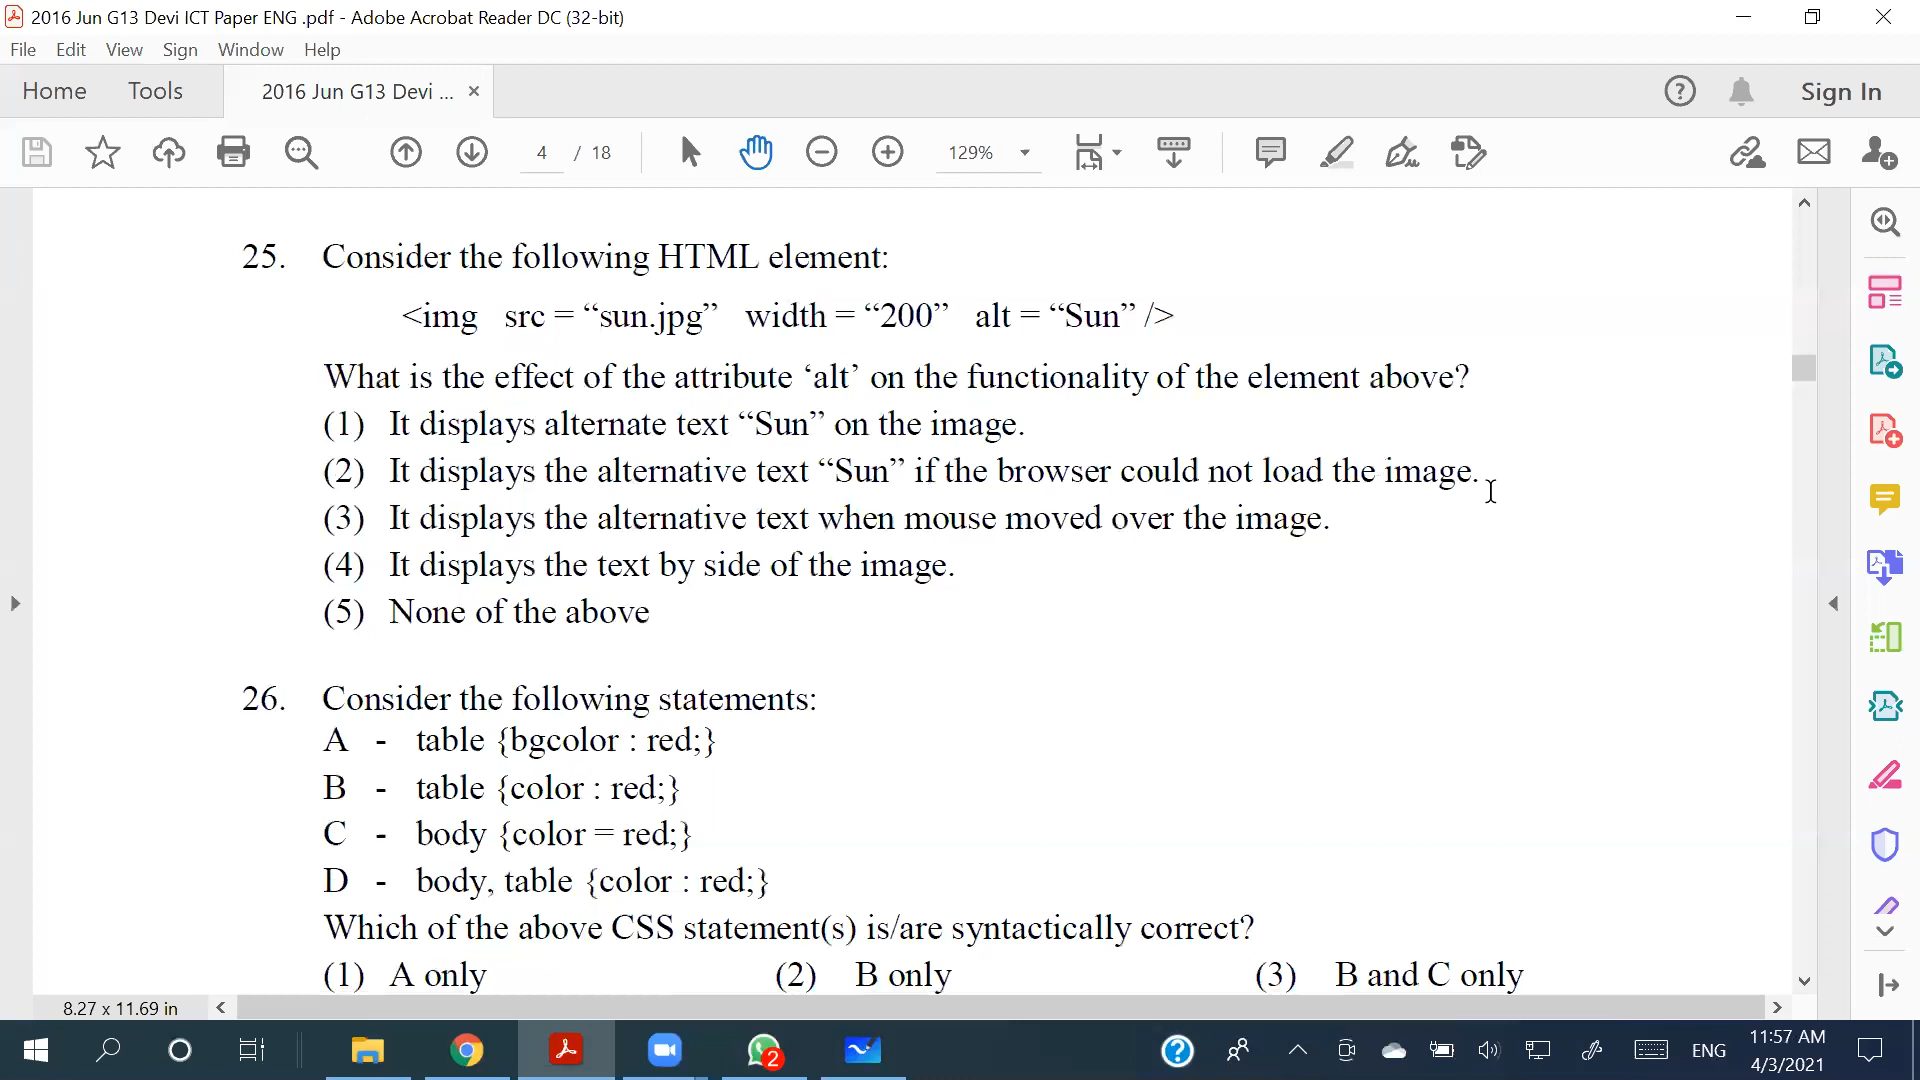 2016 Jun G13 Devi ICT Paper ENG .pdf - Adobe Acrobat Reader DC (32-bit)
File Edit View Sign Window Help
Home Tools 2016 Jun G13 Devi ... × Sign In
4 / 18 129%
25. Consider the following HTML element:
<img src = “sun.jpg” width = “200” alt = “Sun” />
What is the effect of the attribute ‘alt’ on the functionality of the element above?
(1) It displays alternate text “Sun” on the image.
(2) It displays the alternative text “Sun” if the browser could not load the image.
(3) It displays the alternative text when mouse moved over the image.
(4) It displays the text by side of the image.
(5) None of the above
26. Consider the following statements:
A - table {bgcolor : red;}
B - table {color : red;}
C - body {color = red;}
D - body, table {color : red;}
Which of the above CSS statement(s) is/are syntactically correct?
(1) A only (2) B only (3) B and C only
8.27 x 11.69 in
2 ENG 11:57 AM
4/3/2021